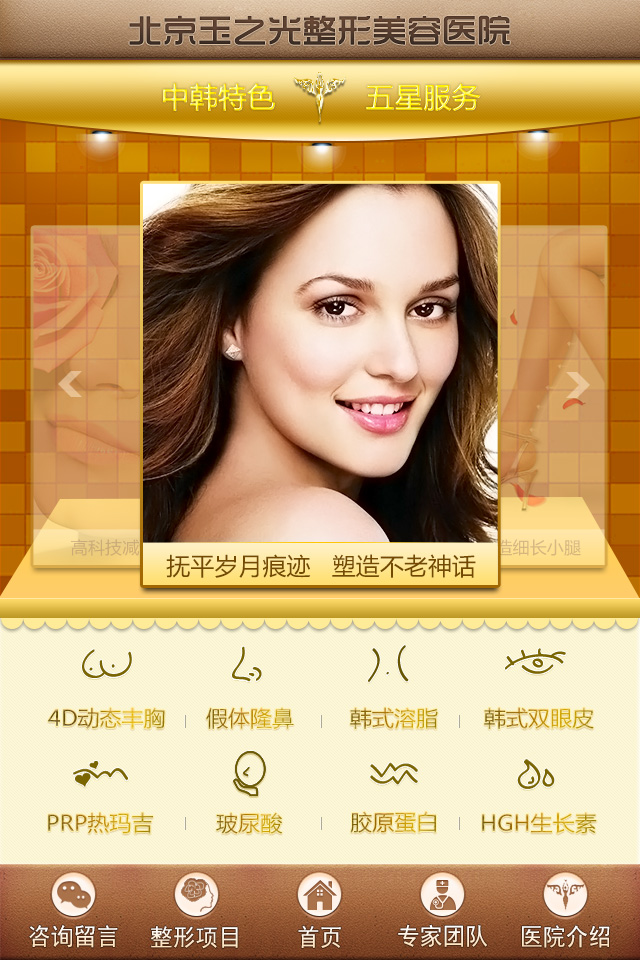 北京玉之光整形美容医院
中韩特色 五星服务
高科技减
抚平岁月痕迹 塑造不老神话
造细长小腿
4D动态丰胸 假体隆鼻 韩式溶脂 韩式双眼皮
PRP热玛吉 玻尿酸 胶原蛋白 HGH生长素
咨询留言 整形项目 首页 专家团队 医院介绍